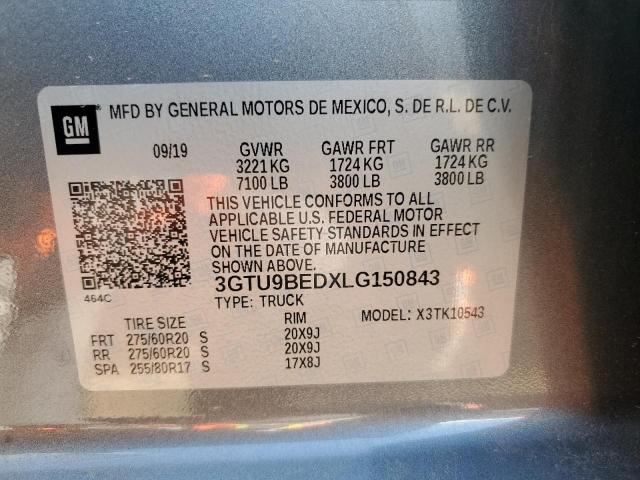 GM MFD BY GENERAL MOTORS DE MEXICO, S. DE R.L. DE C.V.
09/19 GVWR GAWR FRT GAWR RR
3221 KG 1724 KG 1724 KG
7100 LB 3800 LB 3800 LB
THIS VEHICLE CONFORMS TO ALL
APPLICABLE U.S. FEDERAL MOTOR
VEHICLE SAFETY STANDARDS IN EFFECT
ON THE DATE OF MANUFACTURE
SHOWN ABOVE.
464C 3GTU9BEDXLG150843
TYPE: TRUCK MODEL: X3TK10543
TIRE SIZE RIM
FRT 275/60R20 S 20X9J
RR 275/60R20 S 20X9J
SPA 255/80R17 S 17X8J